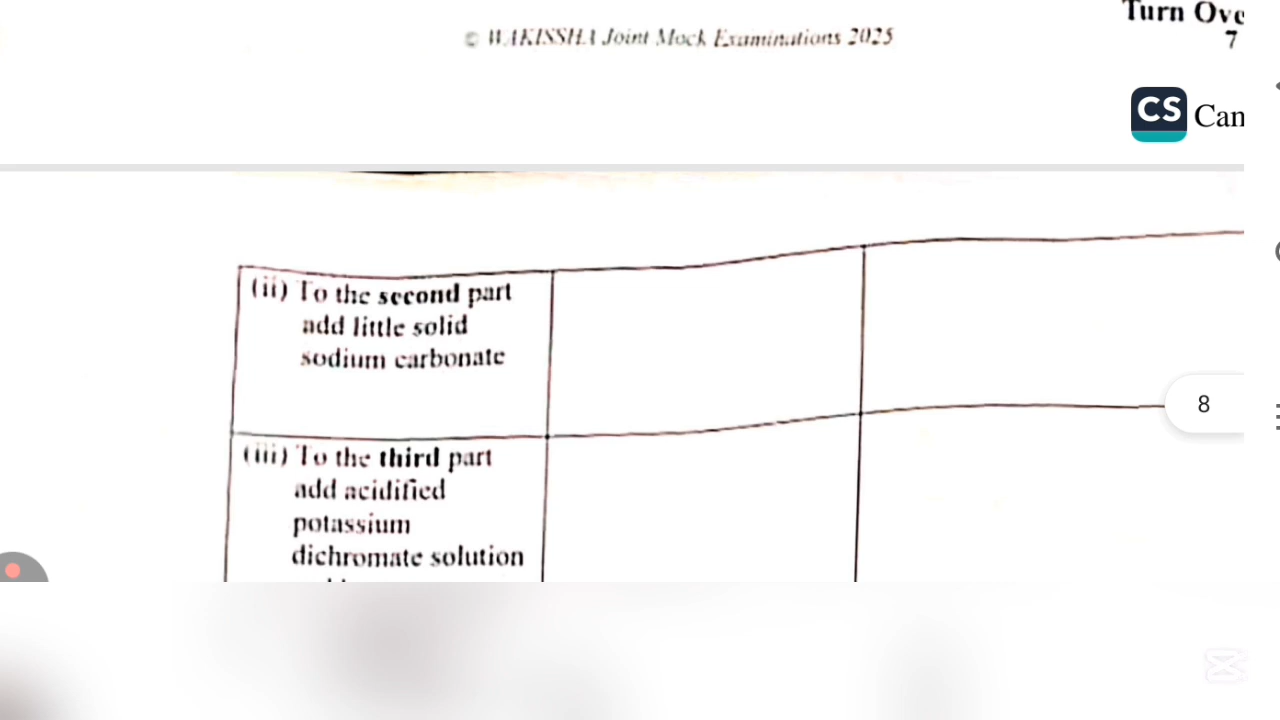 Turn Ove
© WAKISSHA Joint Mock Examinations 2025
7
CS Can
(ii) To the second part
add little solid
sodium carbonate
8
(iii) To the third part
add acidified
potassium
dichromate solution